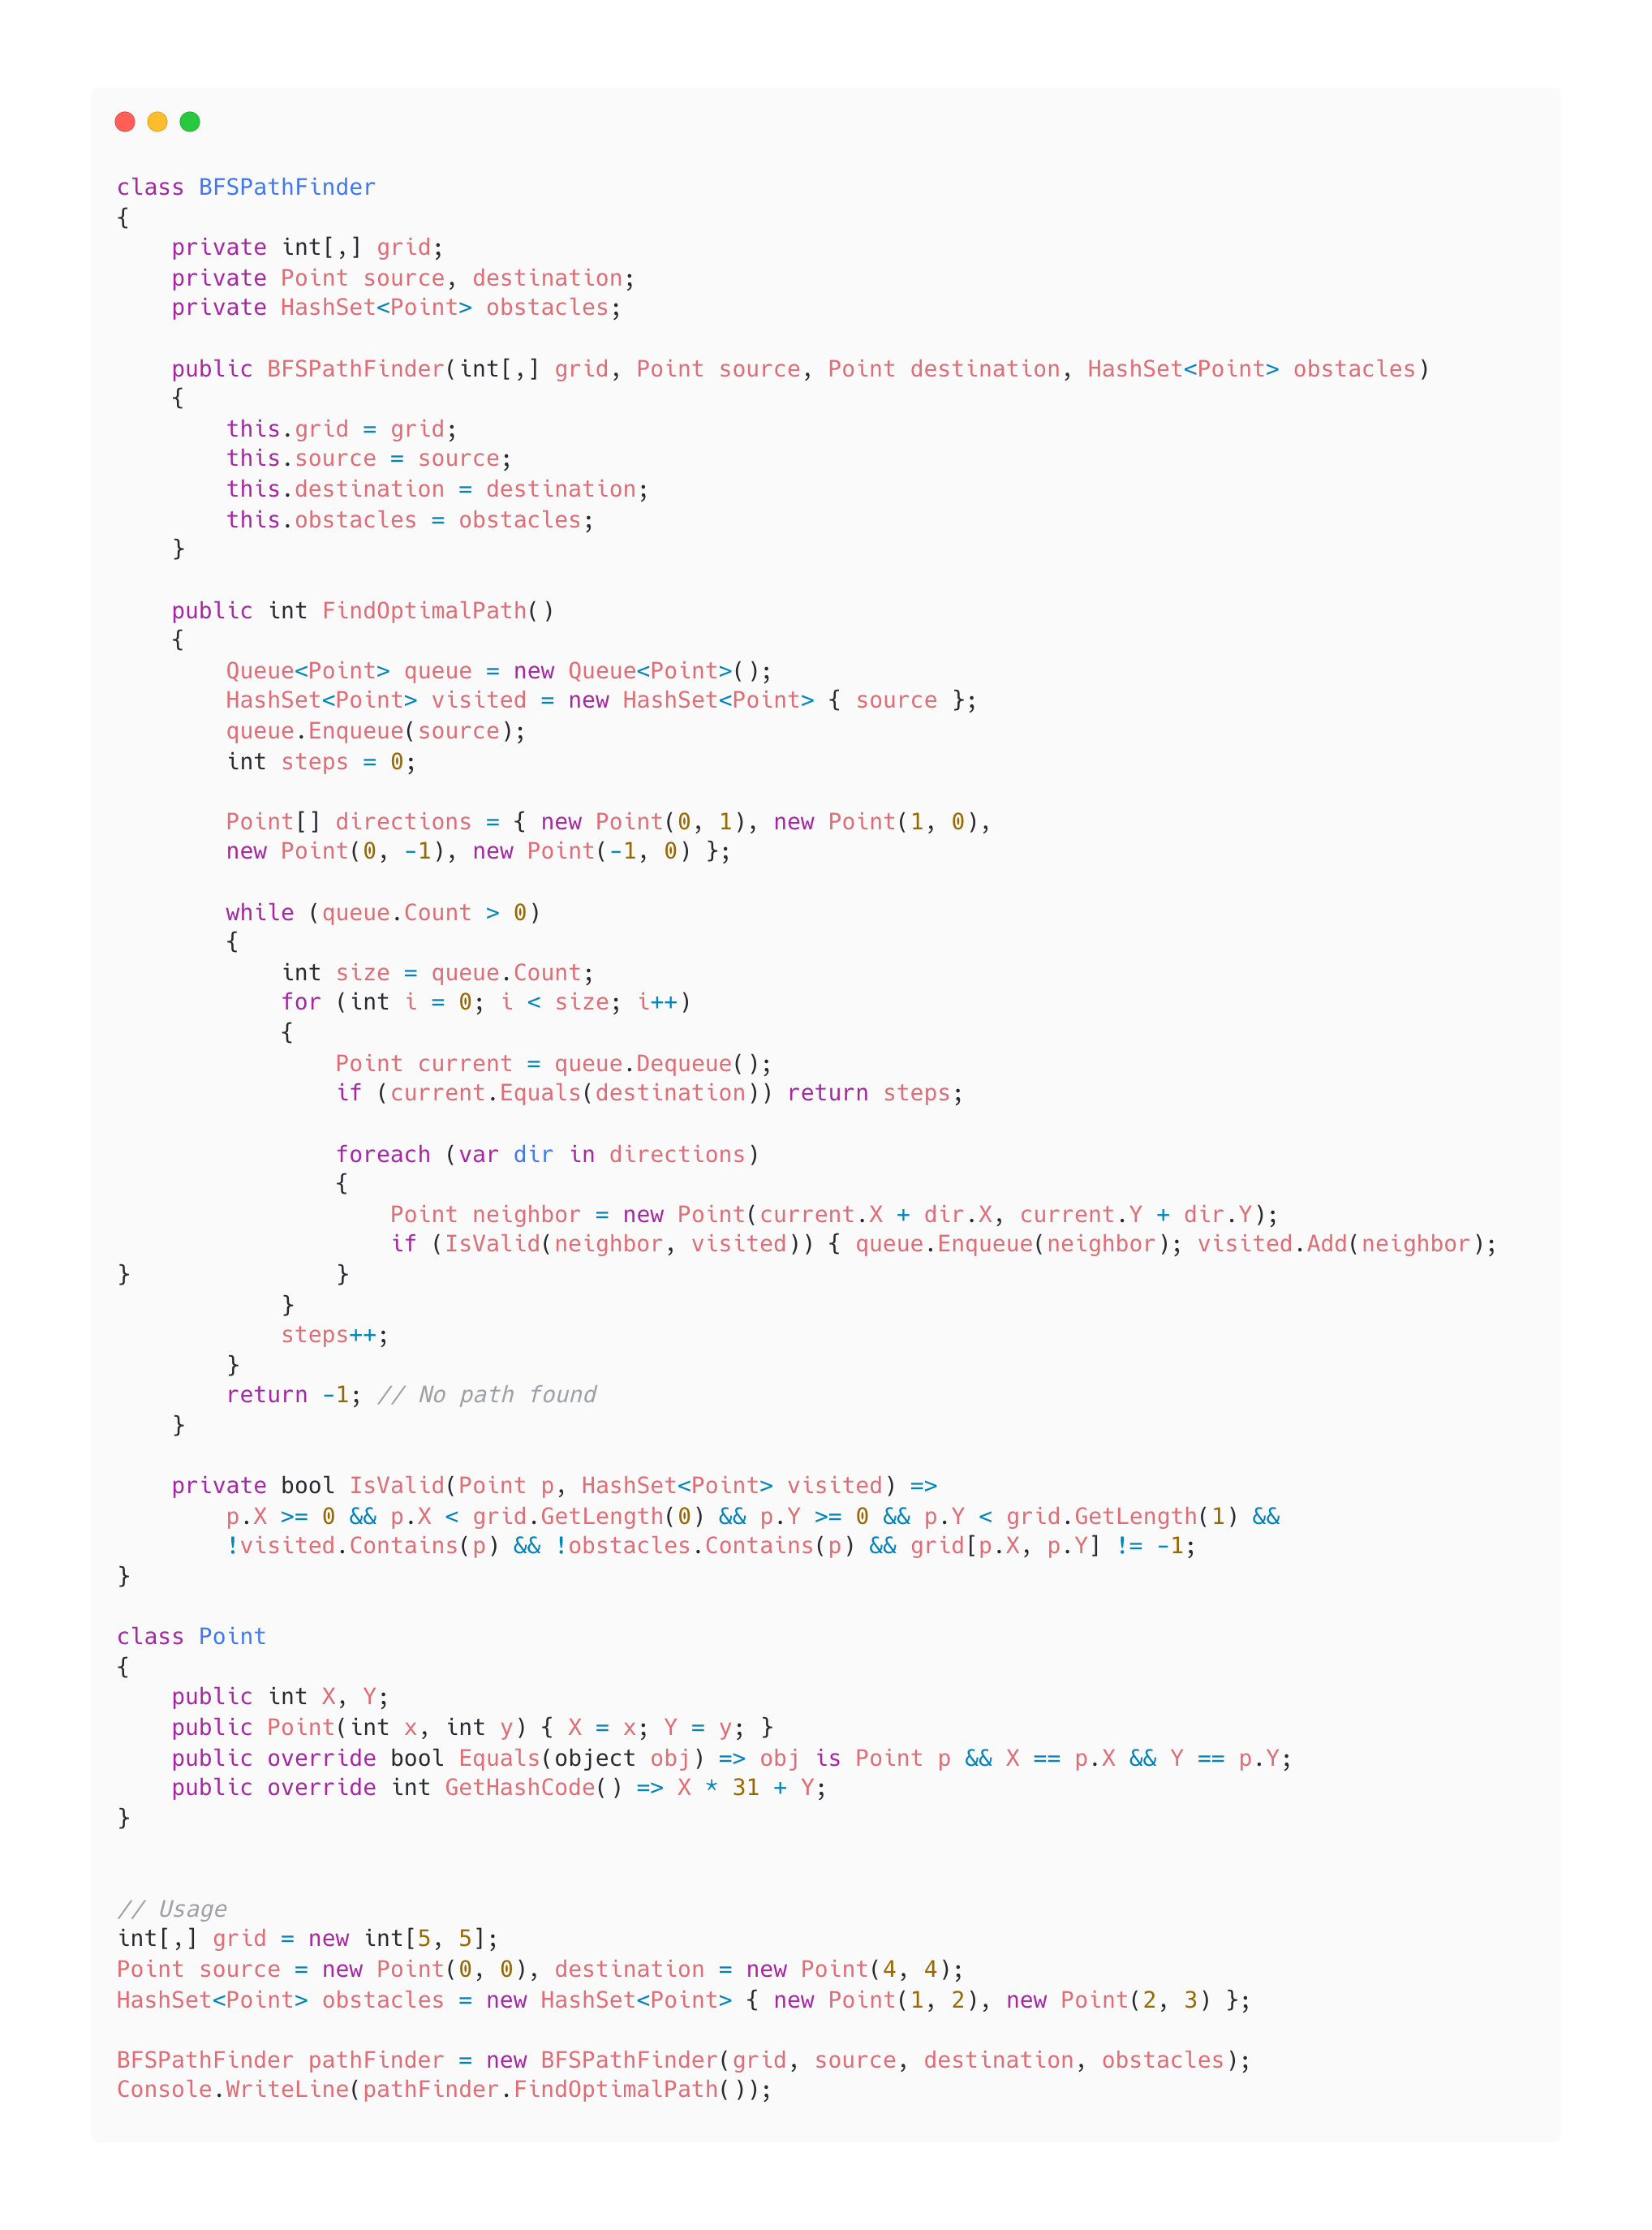 class BFSPathFinder
{
    private int[,] grid;
    private Point source, destination;
    private HashSet<Point> obstacles;

    public BFSPathFinder(int[,] grid, Point source, Point destination, HashSet<Point> obstacles)
    {
        this.grid = grid;
        this.source = source;
        this.destination = destination;
        this.obstacles = obstacles;
    }

    public int FindOptimalPath()
    {
        Queue<Point> queue = new Queue<Point>();
        HashSet<Point> visited = new HashSet<Point> { source };
        queue.Enqueue(source);
        int steps = 0;

        Point[] directions = { new Point(0, 1), new Point(1, 0),
        new Point(0, -1), new Point(-1, 0) };

        while (queue.Count > 0)
        {
            int size = queue.Count;
            for (int i = 0; i < size; i++)
            {
                Point current = queue.Dequeue();
                if (current.Equals(destination)) return steps;

                foreach (var dir in directions)
                {
                    Point neighbor = new Point(current.X + dir.X, current.Y + dir.Y);
                    if (IsValid(neighbor, visited)) { queue.Enqueue(neighbor); visited.Add(neighbor);
}               }
            }
            steps++;
        }
        return -1; // No path found
    }

    private bool IsValid(Point p, HashSet<Point> visited) =>
        p.X >= 0 && p.X < grid.GetLength(0) && p.Y >= 0 && p.Y < grid.GetLength(1) &&
        !visited.Contains(p) && !obstacles.Contains(p) && grid[p.X, p.Y] != -1;
}

class Point
{
    public int X, Y;
    public Point(int x, int y) { X = x; Y = y; }
    public override bool Equals(object obj) => obj is Point p && X == p.X && Y == p.Y;
    public override int GetHashCode() => X * 31 + Y;
}


// Usage
int[,] grid = new int[5, 5];
Point source = new Point(0, 0), destination = new Point(4, 4);
HashSet<Point> obstacles = new HashSet<Point> { new Point(1, 2), new Point(2, 3) };

BFSPathFinder pathFinder = new BFSPathFinder(grid, source, destination, obstacles);
Console.WriteLine(pathFinder.FindOptimalPath());